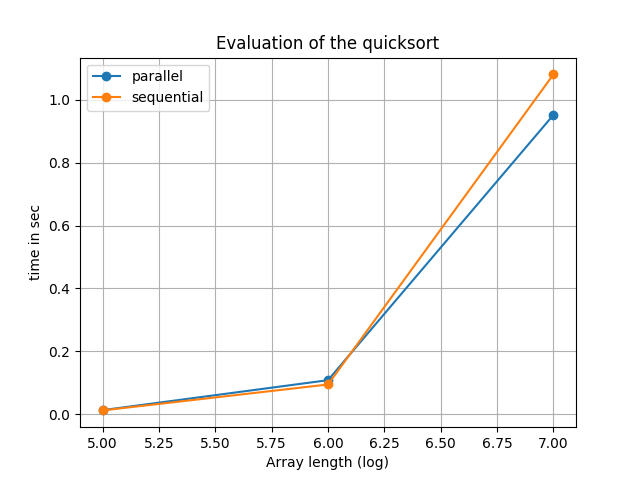 Evaluation of the quicksort
parallel
sequential
time in sec
1.0
0.8
0.6
0.4
0.2
0.0
5.00 5.25 5.50 5.75 6.00 6.25 6.50 6.75 7.00
Array length (log)